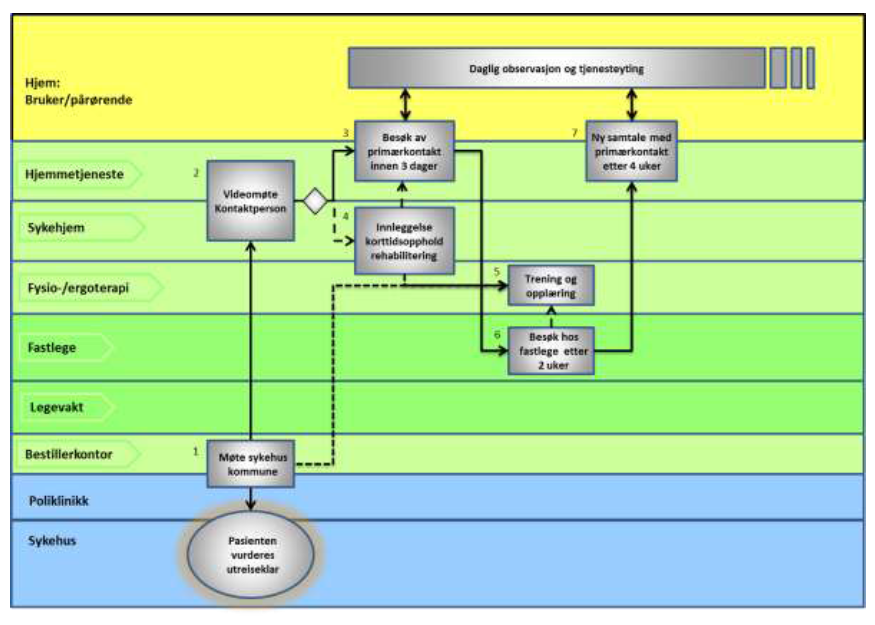 Daglig observasjon og tjenesteyting
Hjem:
Bruker/pårørende
3
Besøk av
primærkontakt
innen 3 dager
7
Ny samtale med
primærkontakt
etter 4 uker
Hjemmetjeneste
2
Videomøte
Kontaktperson
Sykehjem
4
Innleggelse
korttidsopphold
rehabilitering
Fysio-/ergoterapi
5
Trening og
opplæring
Fastlege
6
Besøk hos
fastlege etter
2 uker
Legevakt
Bestillerkontor
1
Møte sykehus
kommune
Poliklinikk
Sykehus
Pasienten
vurderes
utreiseklar